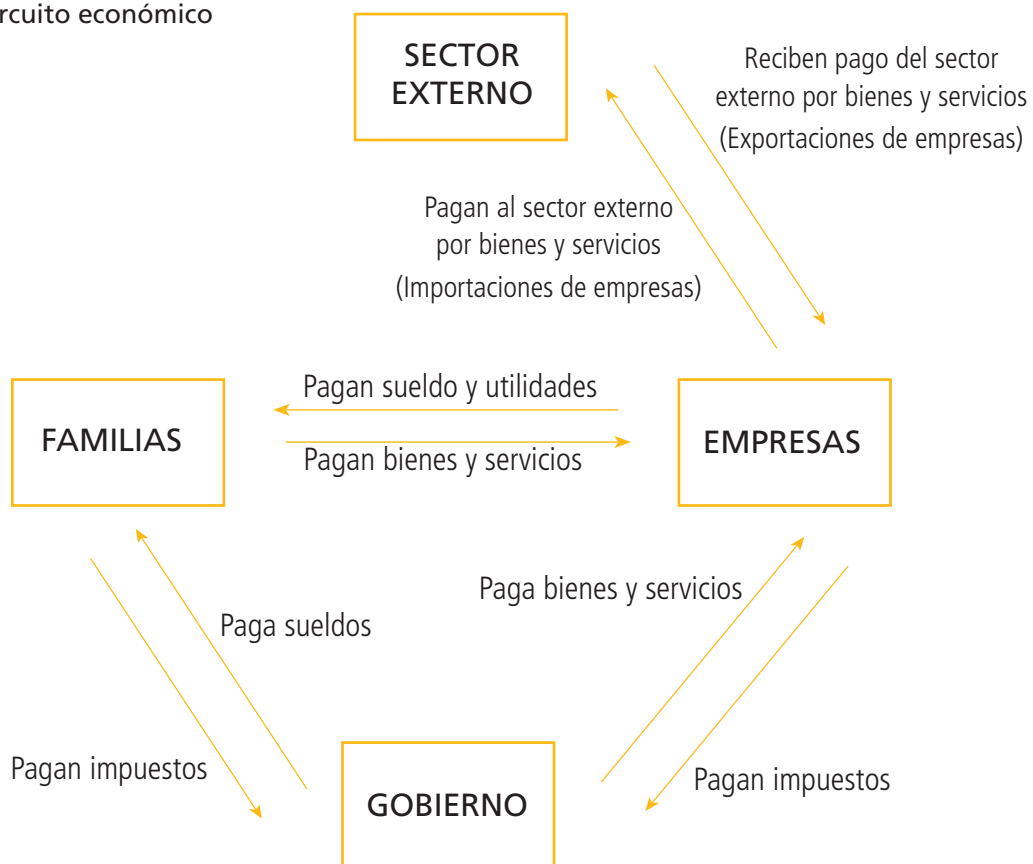 rcuito económico
SECTOR
EXTERNO
Reciben pago del sector
externo por bienes y servicios
(Exportaciones de empresas)
Pagan al sector externo
por bienes y servicios
(Importaciones de empresas)
FAMILIAS
Pagan sueldo y utilidades
Pagan bienes y servicios
EMPRESAS
Paga sueldos
Paga bienes y servicios
Pagan impuestos
GOBIERNO
Pagan impuestos